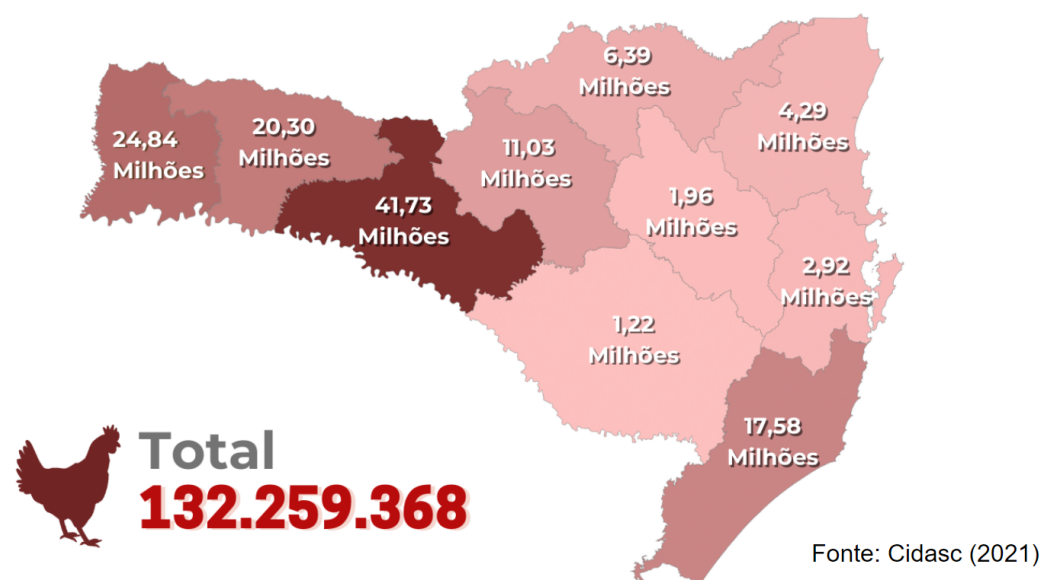 6,39
Milhões
4,29
Milhões
24,84
Milhões
20,30
Milhões
11,03
Milhões
41,73
Milhões
1,96
Milhões
2,92
Milhões
1,22
Milhões
17,58
Milhões
Total
132.259.368
Fonte: Cidasc (2021)